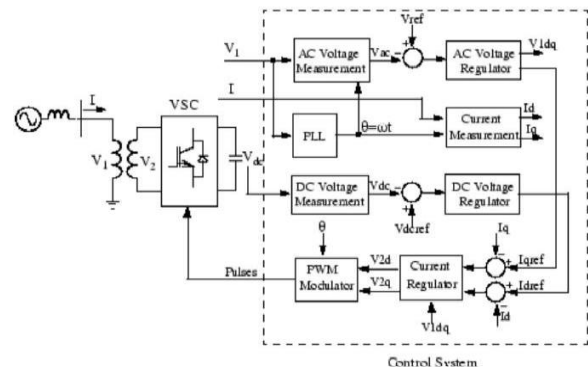 Vref
V1
AC Voltage
Measurement
Vac
-
+
AC Voltage
Regulator
V1dq
I
VSC
I
PLL
θ=ωt
Current
Measurement
Id
Iq
V1
V2
Vdc
DC Voltage
Measurement
Vdc
-
+
Vdcref
DC Voltage
Regulator
θ
Iq
Pulses
PWM
Modulator
V2d
V2q
Current
Regulator
-
+
Iqref
+
Idref
-
Id
V1dq
Control System